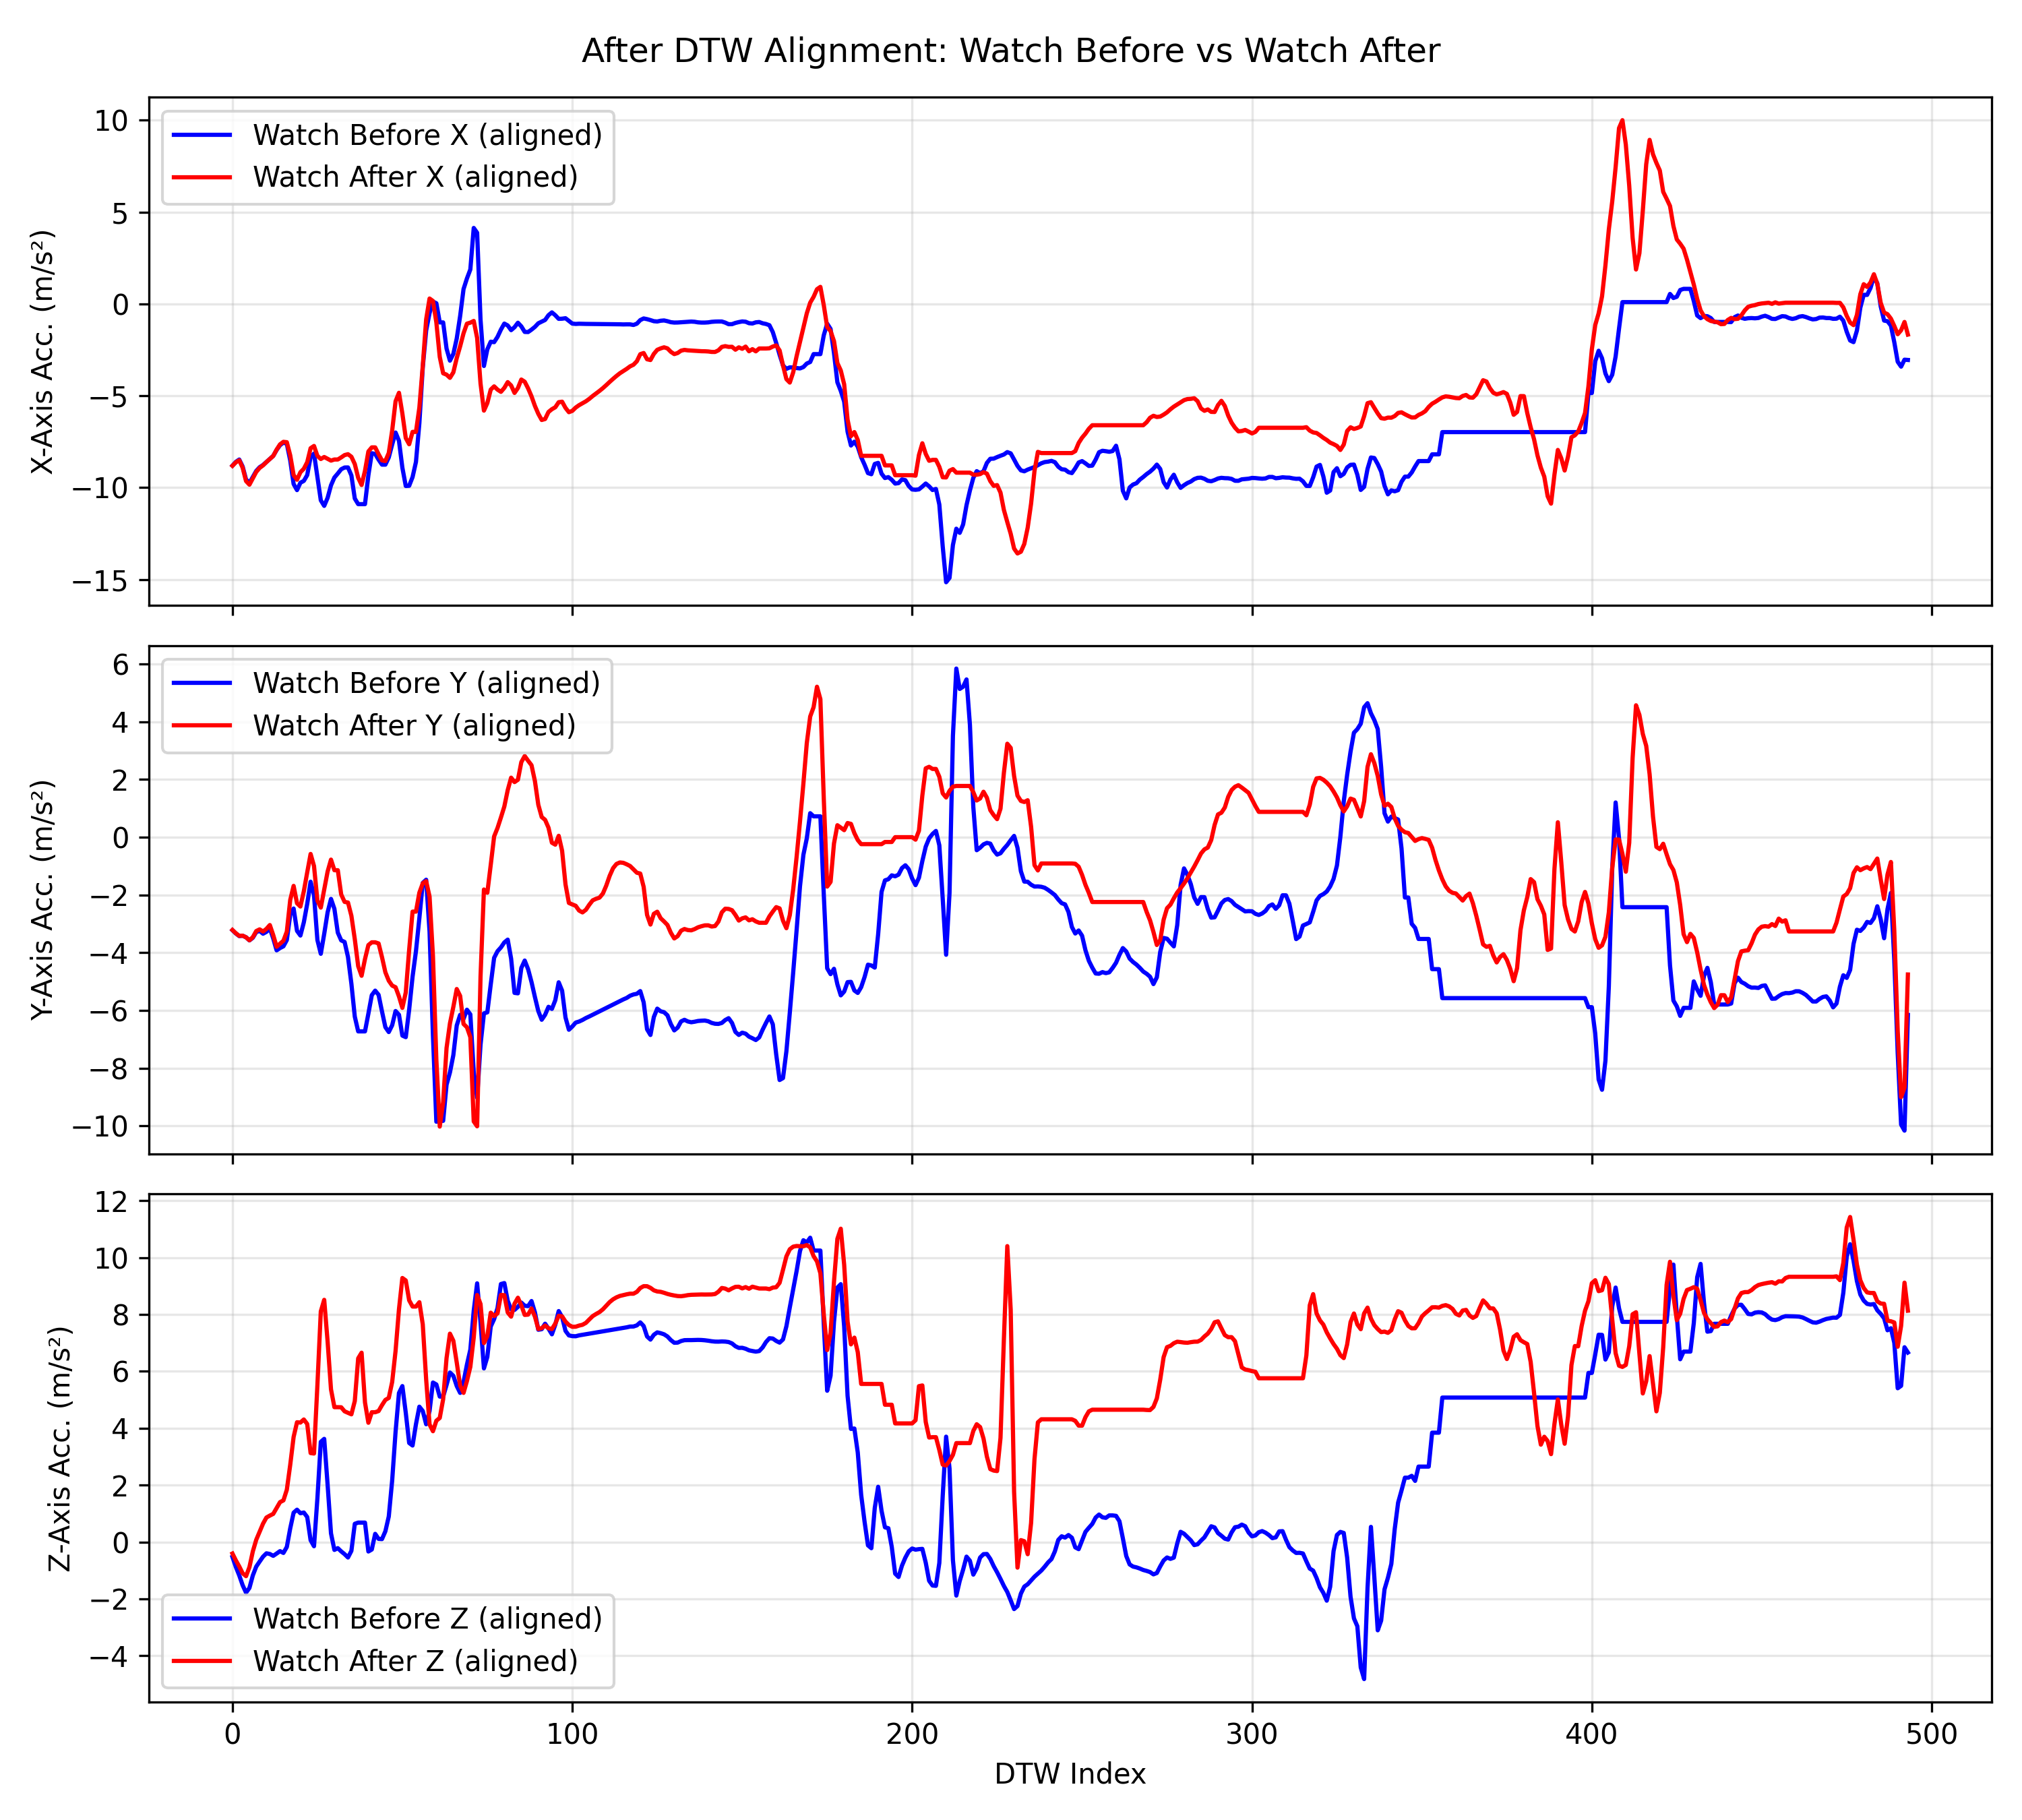 After DTW Alignment: Watch Before vs Watch After
10
5
0
−5
−10
−15
X-Axis Acc. (m/s²)
Watch Before X (aligned)
Watch After X (aligned)
6
4
2
0
−2
−4
−6
−8
−10
Y-Axis Acc. (m/s²)
Watch Before Y (aligned)
Watch After Y (aligned)
12
10
8
6
4
2
0
−2
−4
Z-Axis Acc. (m/s²)
Watch Before Z (aligned)
Watch After Z (aligned)
0 100 200 300 400 500
DTW Index